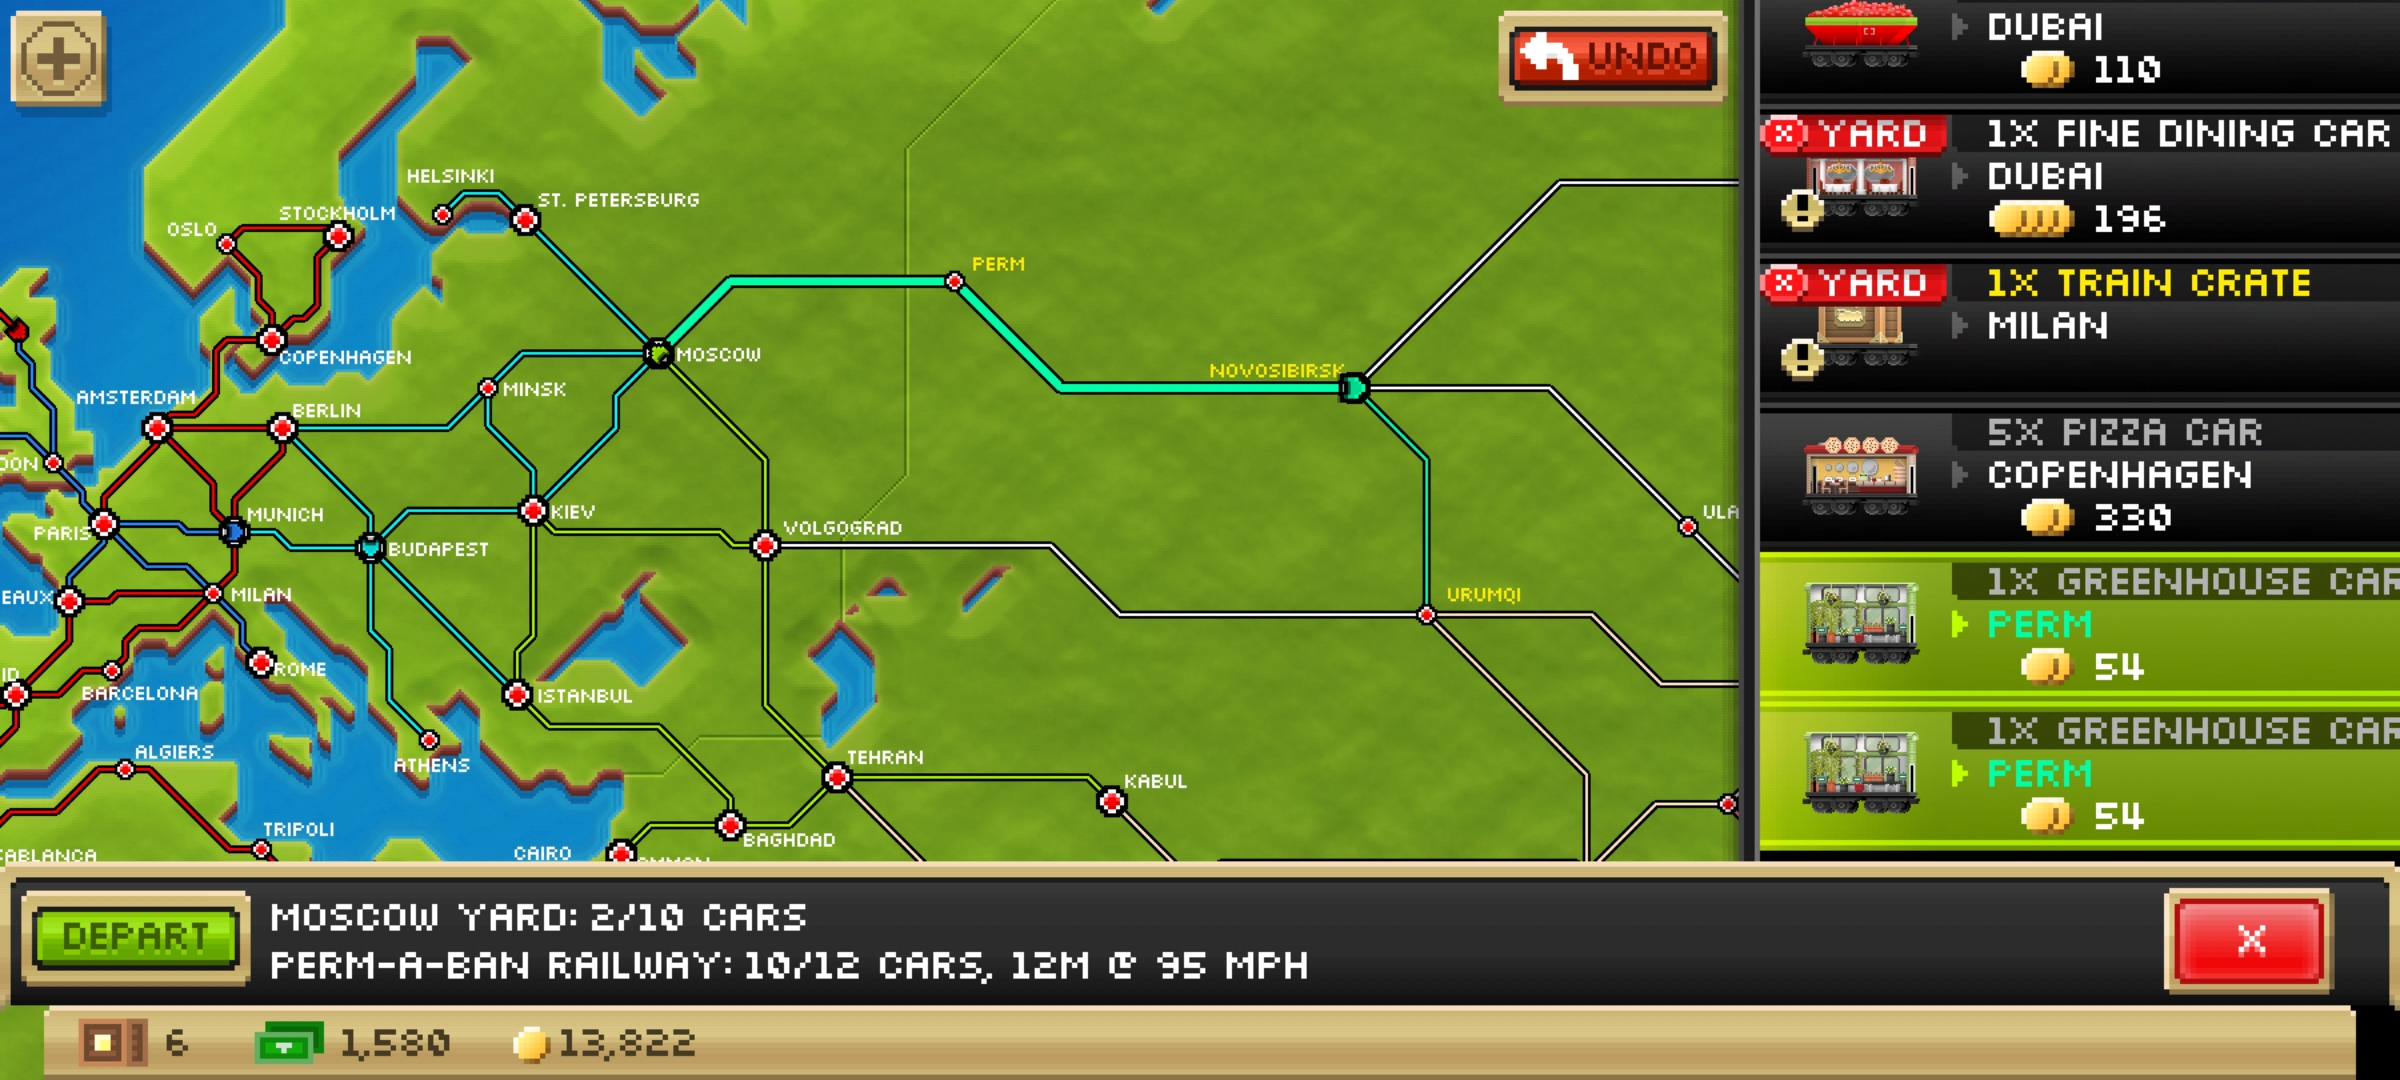 UNDO
HELSINKI
ST. PETERSBURG
STOCKHOLM
OSLO
PERM
COPENHAGEN
MOSCOW
NOVOSIBIRSK
MINSK
AMSTERDAM
BERLIN
KIEV
ULA
MUNICH
PARIS
VOLGOGRAD
BUDAPEST
MILAN
URUMQI
ROME
BARCELONA
ISTANBUL
ALGIERS
ATHENS
TEHRAN
KABUL
TRIPOLI
BAGHDAD
CAIRO
DUBAI
110
YARD
1X FINE DINING CAR
DUBAI
196
YARD
1X TRAIN CRATE
MILAN
5X PIZZA CAR
COPENHAGEN
330
1X GREENHOUSE CAR
PERM
54
1X GREENHOUSE CAR
PERM
54
DEPART
MOSCOW YARD: 2/10 CARS
PERM-A-BAN RAILWAY: 10/12 CARS, 12M @ 95 MPH
X
6
1,580
13,822